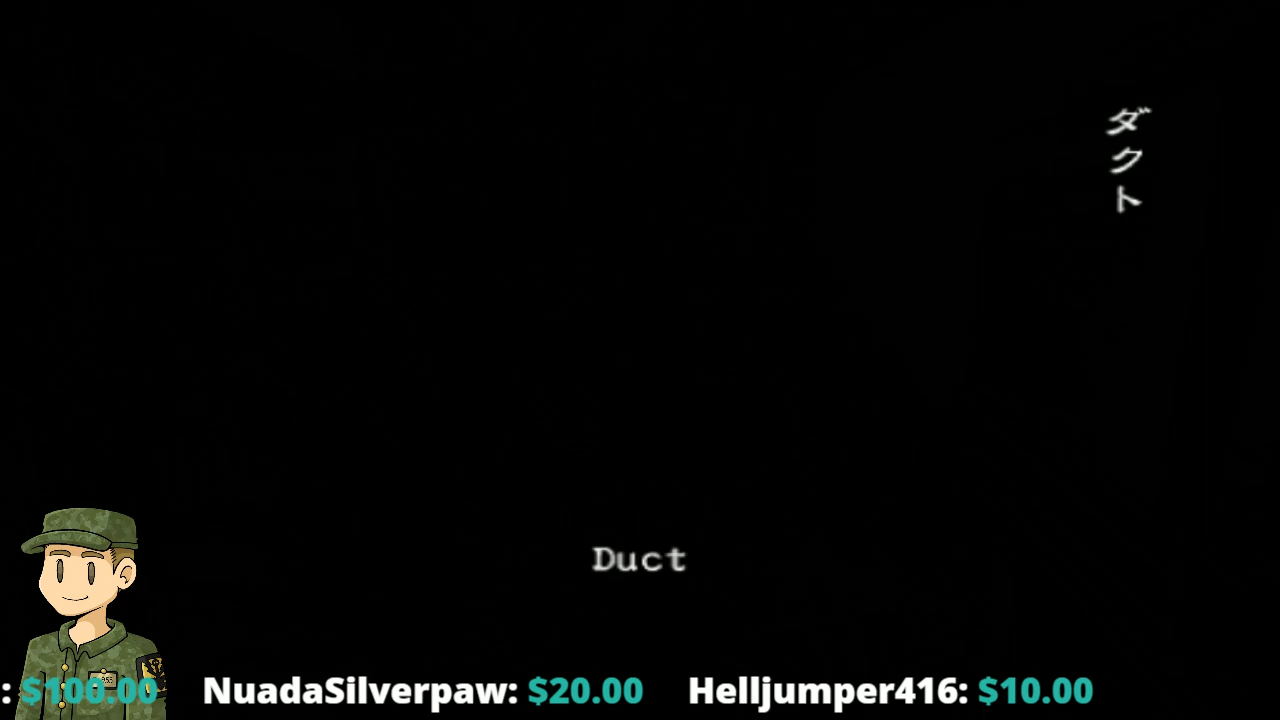 ダクト
Duct
: $100.00 NuadaSilverpaw: $20.00 Helljumper416: $10.00